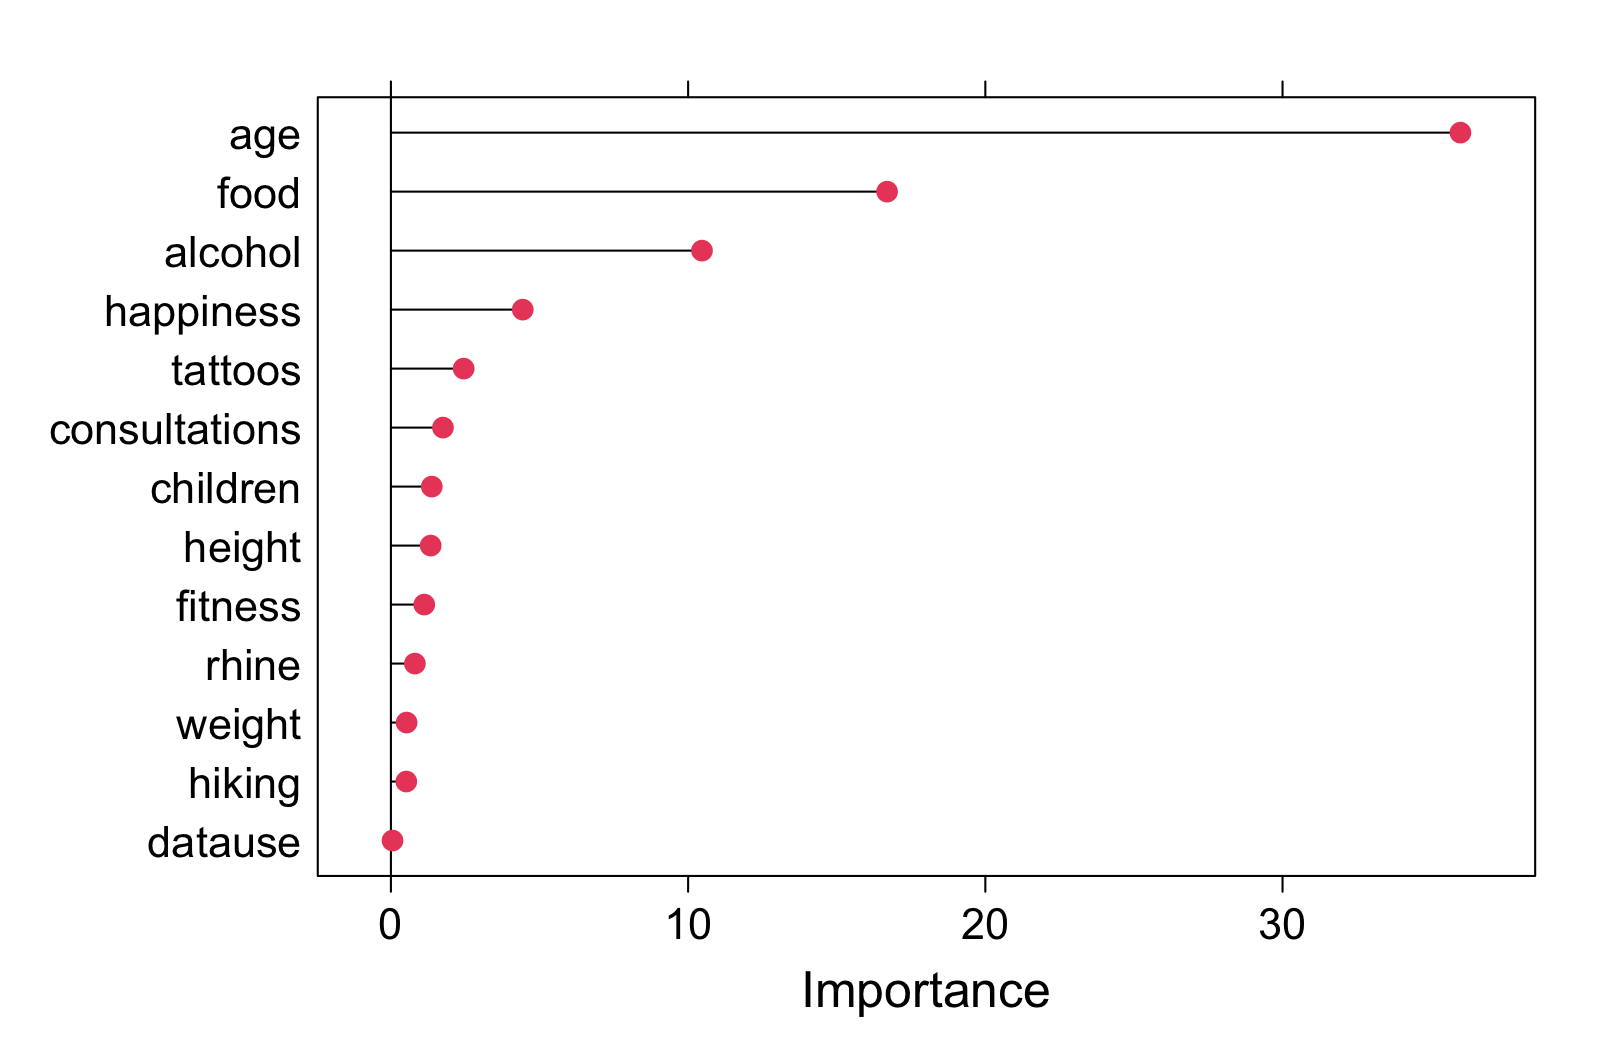 age
food
alcohol
happiness
tattoos
consultations
children
height
fitness
rhine
weight
hiking
datause
0 10 20 30
Importance